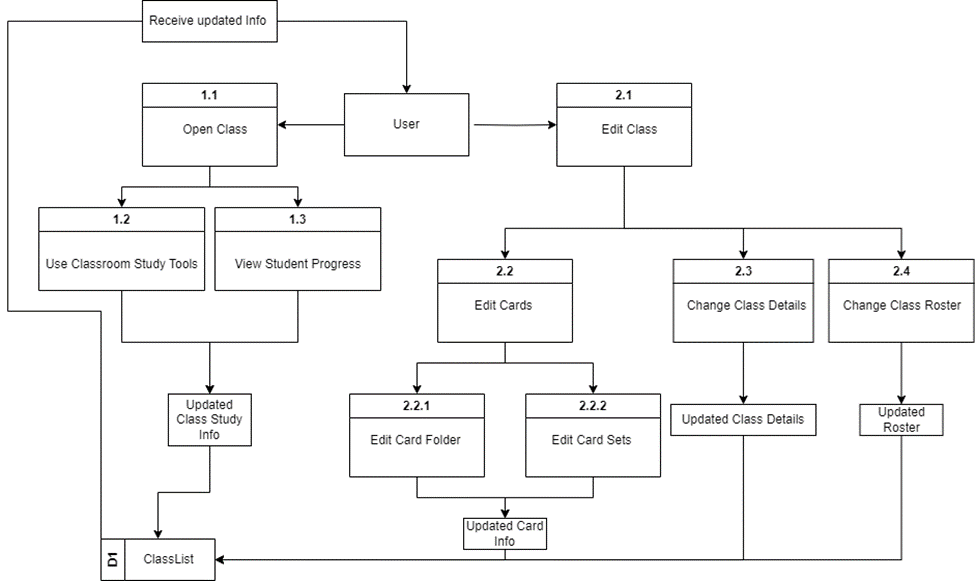 Receive updated Info
1.1
Open Class
User
2.1
Edit Class
1.2
Use Classroom Study Tools
1.3
View Student Progress
2.2
Edit Cards
2.3
Change Class Details
2.4
Change Class Roster
Updated
Class Study
Info
2.2.1
Edit Card Folder
2.2.2
Edit Card Sets
Updated Class Details
Updated
Roster
Updated Card
Info
D1
ClassList